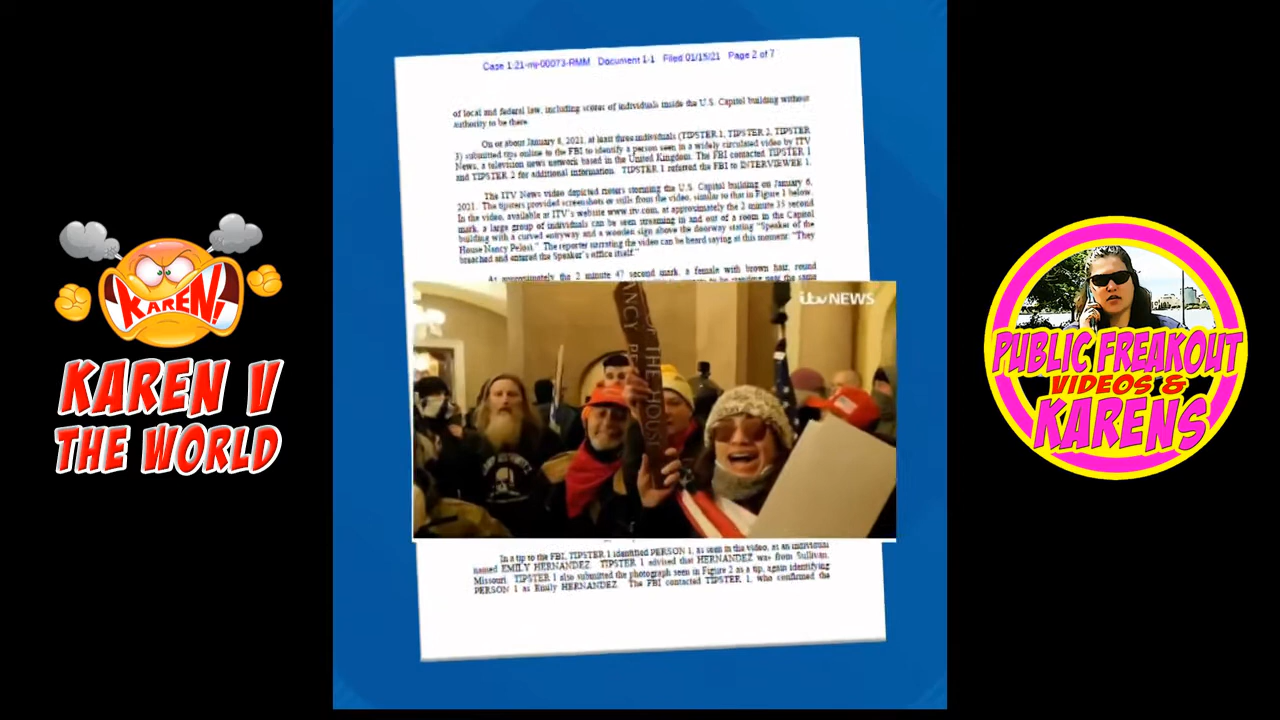 Case 1:21-mj-00073-RMM Document 1-1 Filed 01/15/21 Page 2 of 7
of local and federal law, including scores of individuals inside the U.S. Capitol building without
authority to be there.
On or about January 8, 2021, at least three individuals (TIPSTER 1, TIPSTER 2, TIPSTER
3) submitted tips online to the FBI to identify a person seen in a widely circulated video by ITV
News, a television news network based in the United Kingdom. The FBI contacted TIPSTER 1
and TIPSTER 2 for additional information. TIPSTER 1 referred the FBI to INTERVIEWEE 1.
The ITV News video depicted rioters storming the U.S. Capitol building on January 6,
2021. The tipsters provided screenshots or stills from the video, similar to that in Figure 1 below.
In the video, available at ITV's website www.itv.com, at approximately the 2 minute 35 second
mark, a large group of individuals can be seen streaming in and out of a room in the Capitol
building with a curved entryway and a wooden sign above the doorway stating "Speaker of the
House Nancy Pelosi." The reporter narrating the video can be heard saying at this moment: "They
breached and entered the Speaker's office itself."
At approximately the 2 minute 47 second mark, a female with brown hair, round
to be standing near the same
itv NEWS
THE HOUSE
NANCY PE
KAREN!
KAREN V
THE WORLD
PUBLIC FREAKOUT
VIDEOS &
KARENS
In a tip to the FBI, TIPSTER 1 identified PERSON 1, as seen in the video, as an individual
named EMILY HERNANDEZ. TIPSTER 1 advised that HERNANDEZ was from Sullivan,
Missouri. TIPSTER 1 also submitted the photograph seen in Figure 2 as a tip, again identifying
PERSON 1 as Emily HERNANDEZ. The FBI contacted TIPSTER 1, who confirmed the